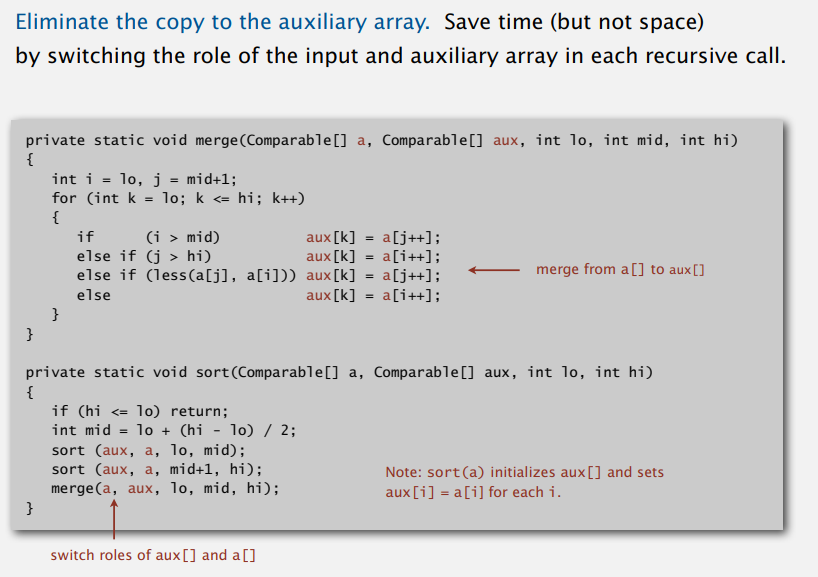 Eliminate the copy to the auxiliary array. Save time (but not space)
by switching the role of the input and auxiliary array in each recursive call.
private static void merge(Comparable[] a, Comparable[] aux, int lo, int mid, int hi)
{
   int i = lo, j = mid+1;
   for (int k = lo; k <= hi; k++)
   {
      if      (i > mid)          aux[k] = a[j++];
      else if (j > hi)           aux[k] = a[i++];
      else if (less(a[j], a[i])) aux[k] = a[j++];
      else                       aux[k] = a[i++];
   }
}
merge from a[] to aux[]
private static void sort(Comparable[] a, Comparable[] aux, int lo, int hi)
{
   if (hi <= lo) return;
   int mid = lo + (hi - lo) / 2;
   sort (aux, a, lo, mid);
   sort (aux, a, mid+1, hi);
   merge(a, aux, lo, mid, hi);
}
Note: sort(a) initializes aux[] and sets
aux[i] = a[i] for each i.
switch roles of aux[] and a[]